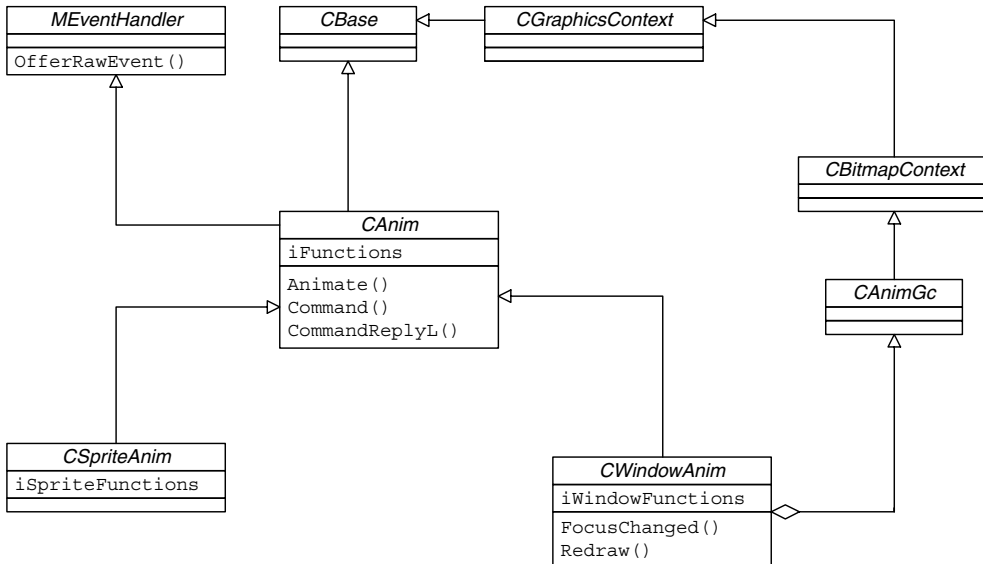 MEventHandler
OfferRawEvent()
CBase
CGraphicsContext
CBitmapContext
CAnim
iFunctions
Animate()
Command()
CommandReplyL()
CAnimGc
CSpriteAnim
iSpriteFunctions
CWindowAnim
iWindowFunctions
FocusChanged()
Redraw()